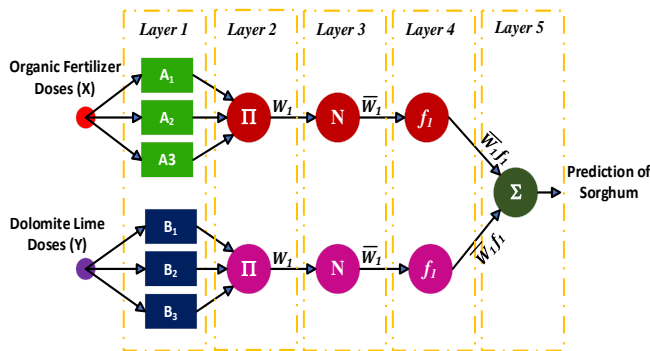 Layer 1
Layer 2
Layer 3
Layer 4
Layer 5
Organic Fertilizer
Doses (X)
A₁
A₂
A3
Π
W₁
N
W̅₁
f₁
W̅₁f₁
Dolomite Lime
Doses (Y)
B₁
B₂
B₃
Π
W₁
N
W̅₁
f₁
W̅₁f₁
Σ
Prediction of
Sorghum